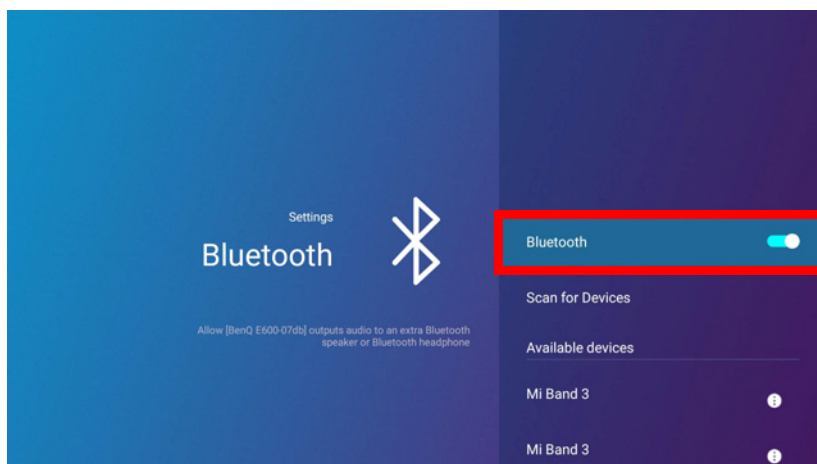 Settings
Bluetooth
Allow [BenQ E600-07db] outputs audio to an extra Bluetooth
speaker or Bluetooth headphone
Bluetooth
Scan for Devices
Available devices
Mi Band 3
Mi Band 3